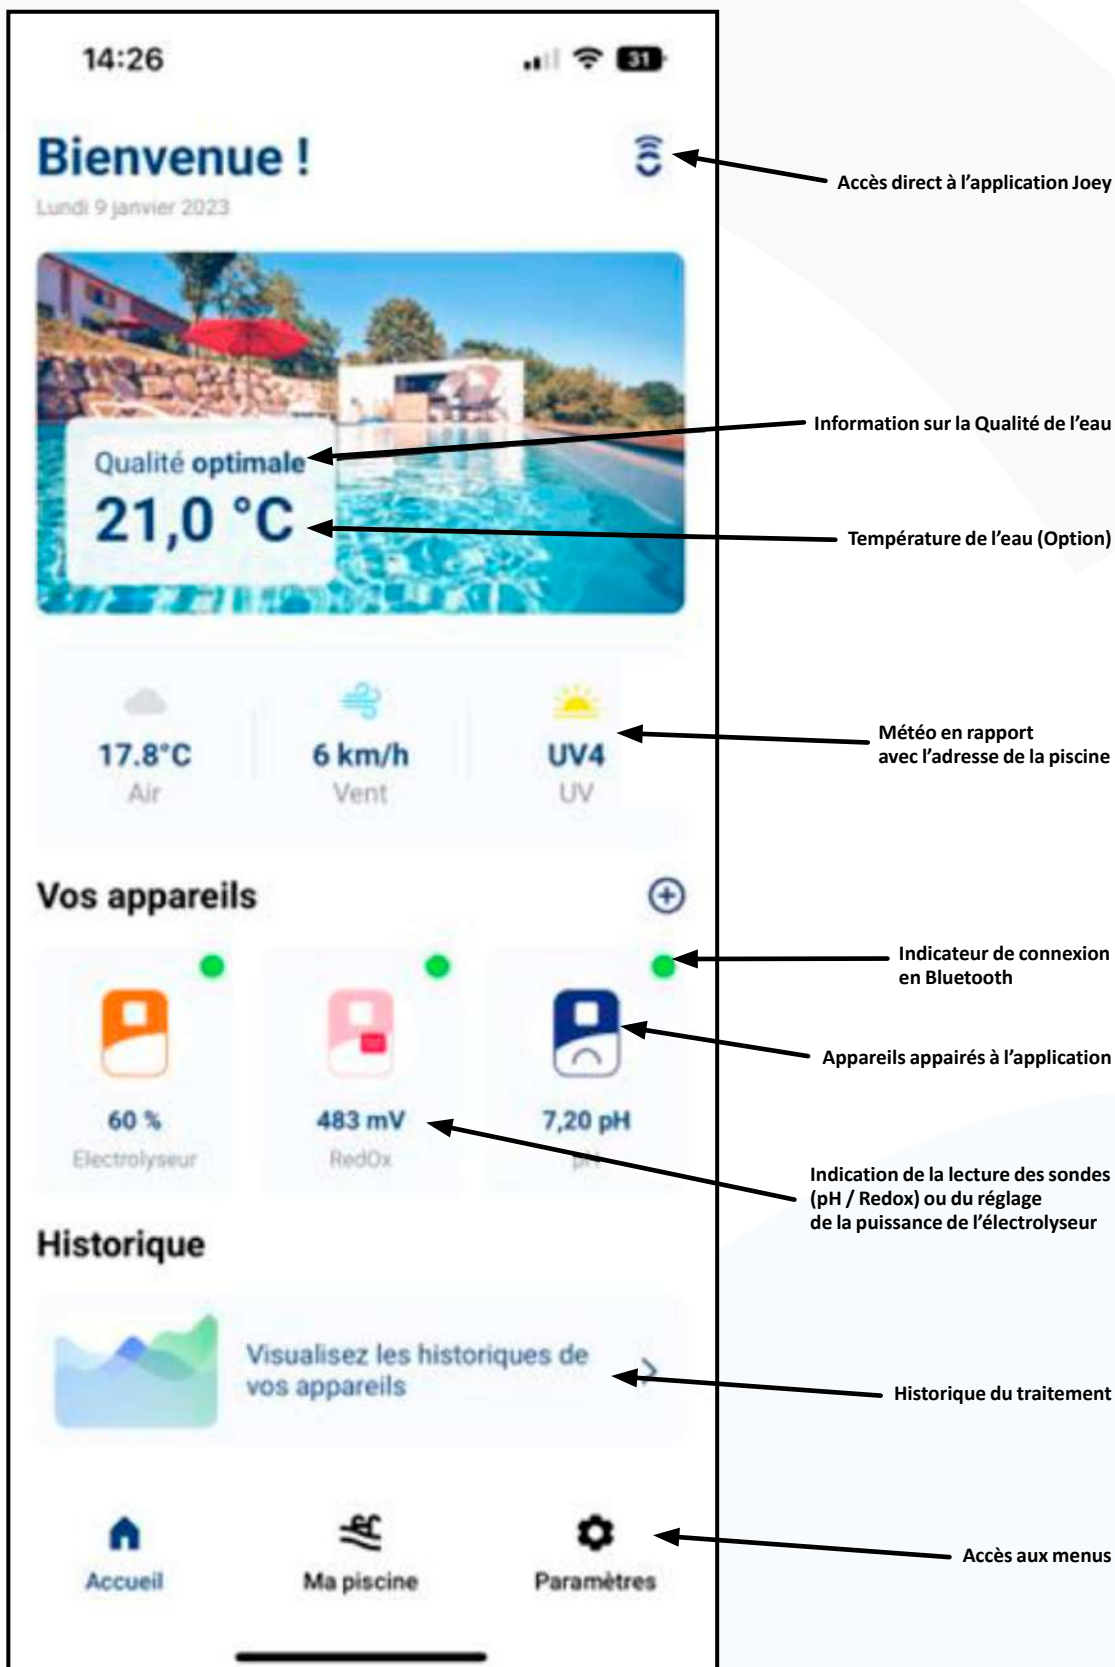 14:26
31
Bienvenue !
Lundi 9 janvier 2023
Accès direct à l'application Joey
Information sur la Qualité de l'eau
Qualité optimale
21,0 °C
Température de l'eau (Option)
17.8°C
6 km/h
UV4
Air
Vent
UV
Météo en rapport
avec l'adresse de la piscine
Vos appareils
Indicateur de connexion
en Bluetooth
Appareils appairés à l'application
60 %
483 mV
7,20 pH
Electrolyseur
RedOx
pH
Indication de la lecture des sondes
(pH / Redox) ou du réglage
de la puissance de l'électrolyseur
Historique
Visualisez les historiques de
vos appareils
Historique du traitement
Accueil
Ma piscine
Paramètres
Accès aux menus